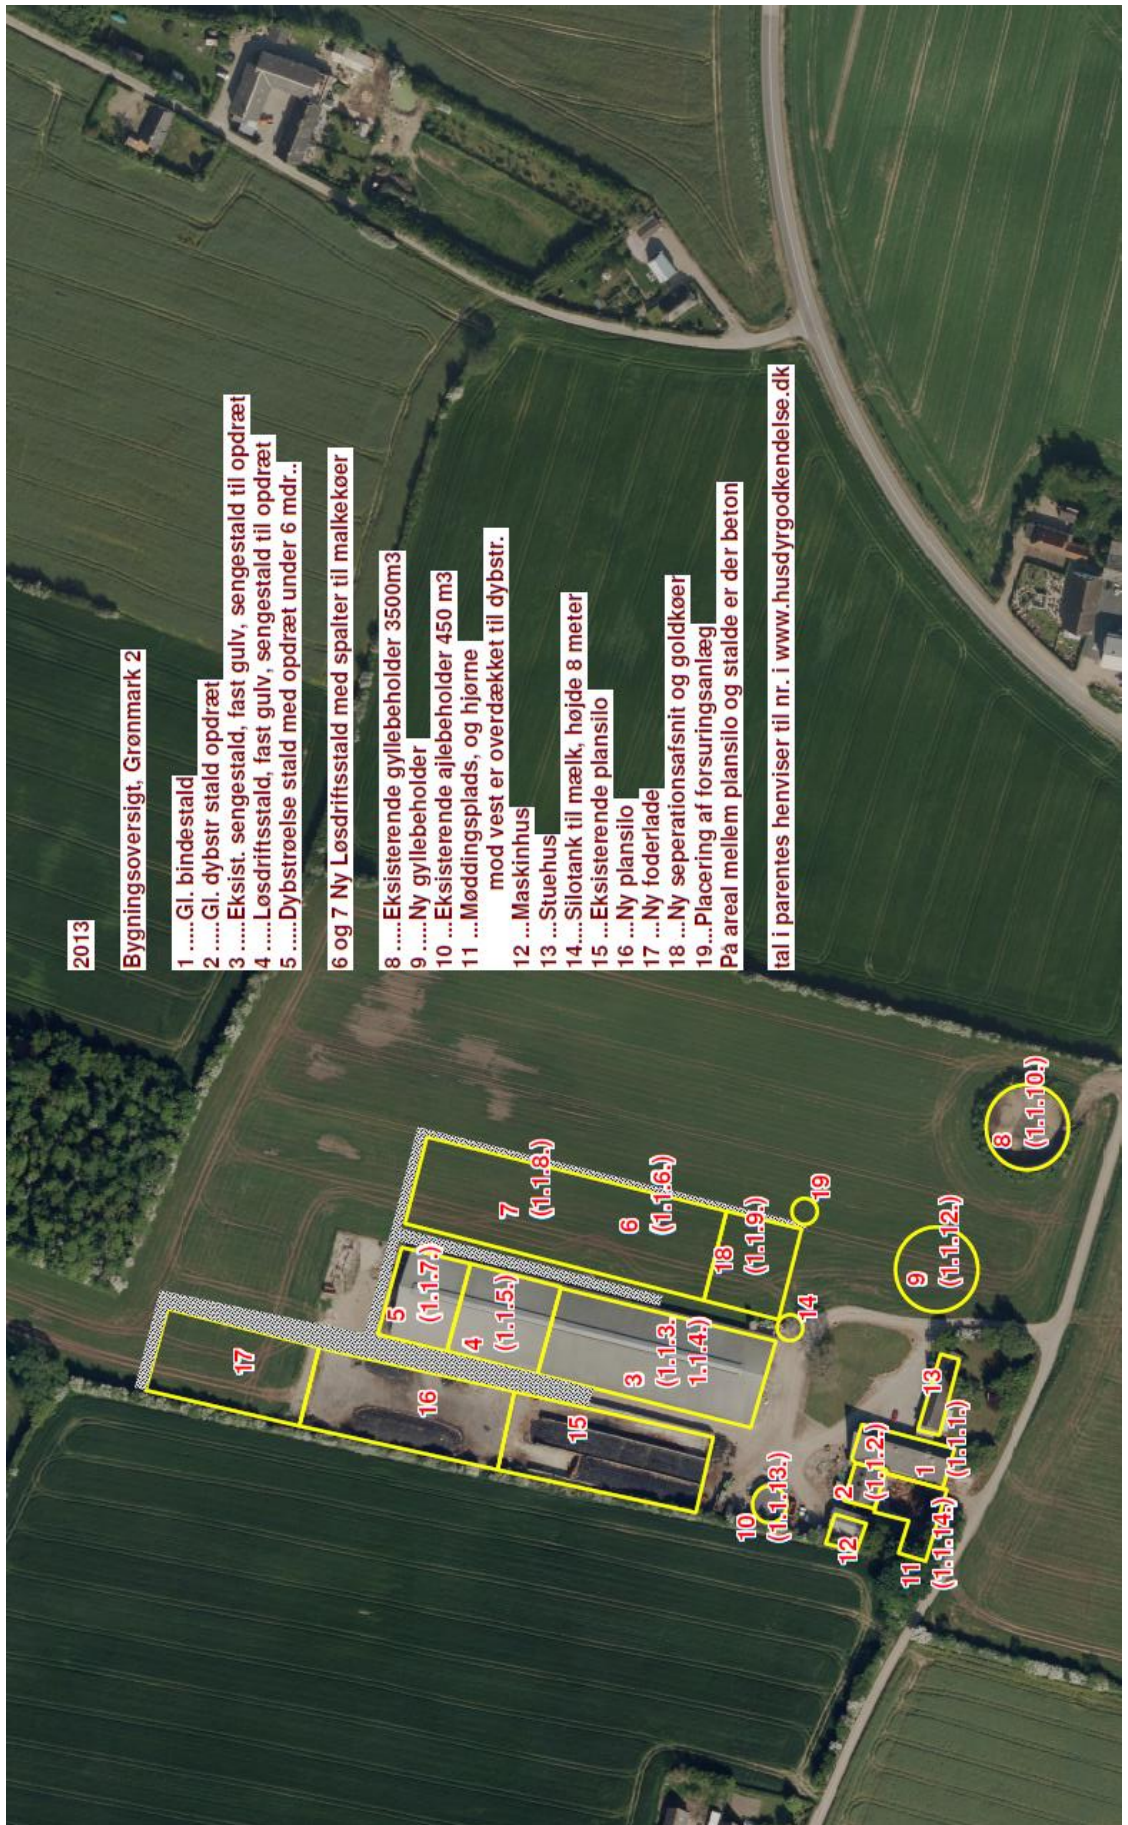 2013
Bygningsoversigt, Grønmark 2
1 .....Gl. bindestald
2 .....Gl. dybstr stald opdræt
3 .....Eksist. sengestald, fast gulv, sengestald til opdræt
4 .....Løsdriftsstald, fast gulv, sengestald til opdræt
5 .....Dybstrøelse stald med opdræt under 6 mdr..
6 og 7 Ny Løsdriftsstald med spalter til malkekøer
8 ....Eksisterende gyllebeholder 3500m3
9 ....Ny gyllebeholder
10 ...Eksisterende ajlebeholder 450 m3
11 ...Møddingsplads, og hjørne
mod vest er overdækket til dybstr.
12 ...Maskinhus
13 ...Stuehus
14...Silotank til mælk, højde 8 meter
15 ...Eksisterende plansilo
16 ...Ny plansilo
17 ...Ny foderlade
18 ...Ny seperationsafsnit og goldkøer
19...Placering af forsuringsanlæg
På areal mellem plansilo og stalde er der beton
tal i parentes henviser til nr. i www.husdyrgodkendelse.dk
17
16
15
5
(1.1.7.)
4
(1.1.5.)
3
(1.1.3.
1.1.4.)
7
(1.1.8.)
6
(1.1.6.)
18
(1.1.9.)
19
14
10
(1.1.13.)
12
2
(1.1.2.)
11
(1.1.14.)
1
(1.1.1.)
13
9
(1.1.12.)
8
(1.1.10.)